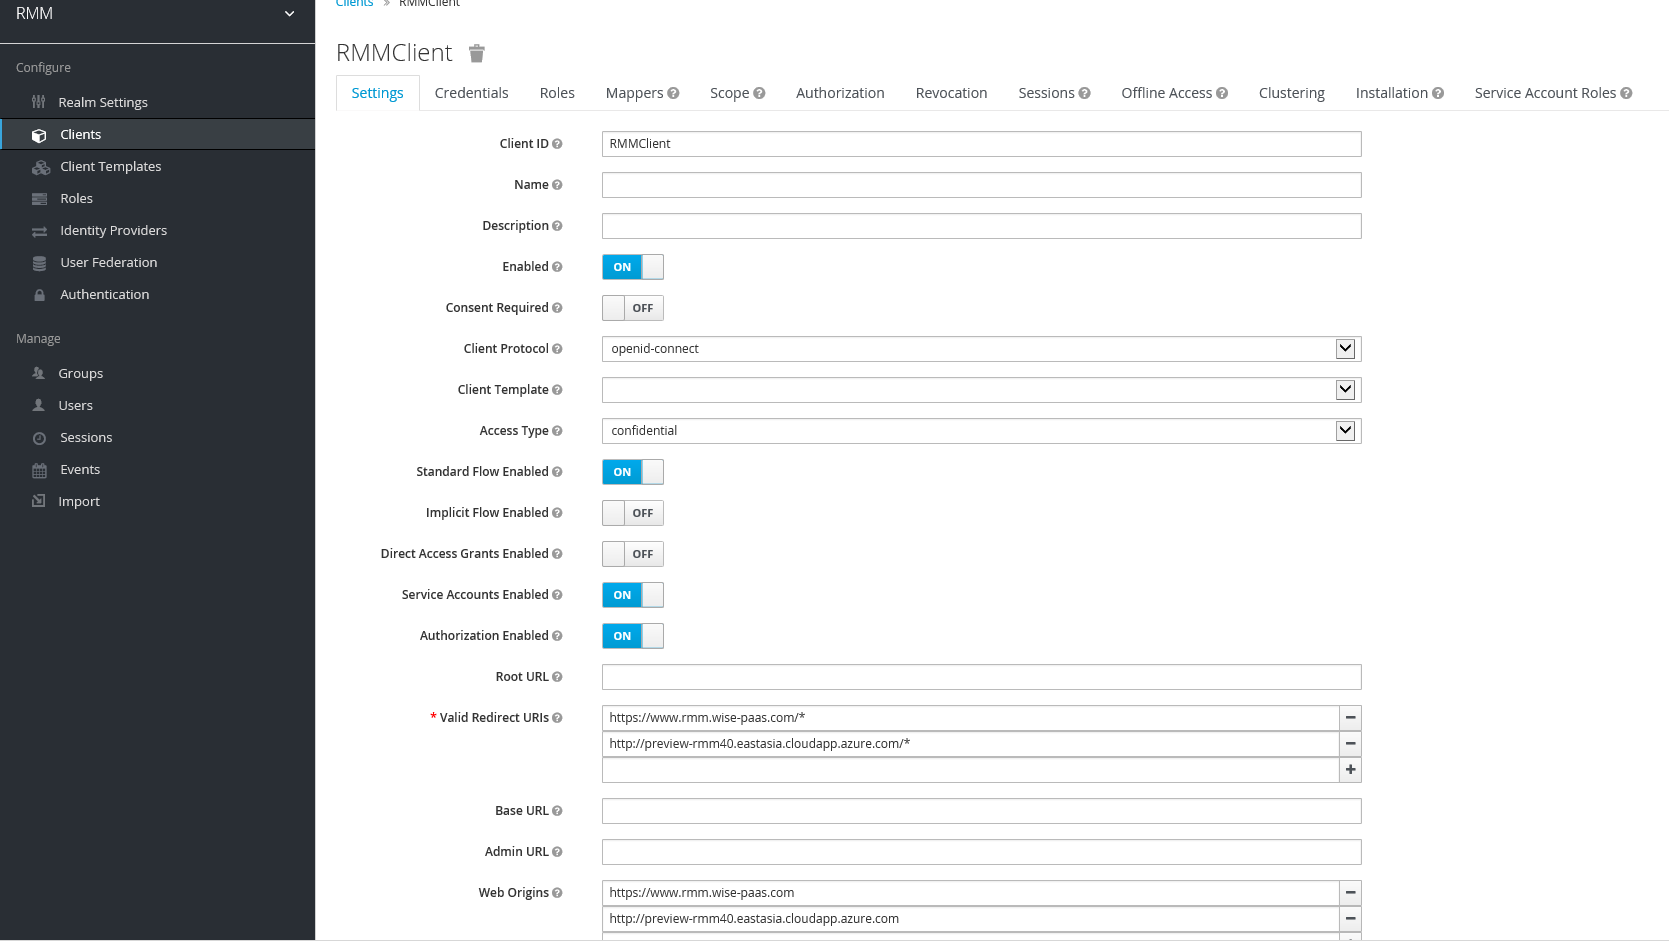 RMM
Clients » RMMClient
RMMClient
Configure
Realm Settings
Clients
Client Templates
Roles
Identity Providers
User Federation
Authentication
Manage
Groups
Users
Sessions
Events
Import
Settings Credentials Roles Mappers Scope Authorization Revocation Sessions Offline Access Clustering Installation Service Account Roles
Client ID RMMClient
Name
Description
Enabled ON
Consent Required OFF
Client Protocol openid-connect
Client Template
Access Type confidential
Standard Flow Enabled ON
Implicit Flow Enabled OFF
Direct Access Grants Enabled OFF
Service Accounts Enabled ON
Authorization Enabled ON
Root URL
* Valid Redirect URIs https://www.rmm.wise-paas.com/*
http://preview-rmm40.eastasia.cloudapp.azure.com/*
Base URL
Admin URL
Web Origins https://www.rmm.wise-paas.com
http://preview-rmm40.eastasia.cloudapp.azure.com